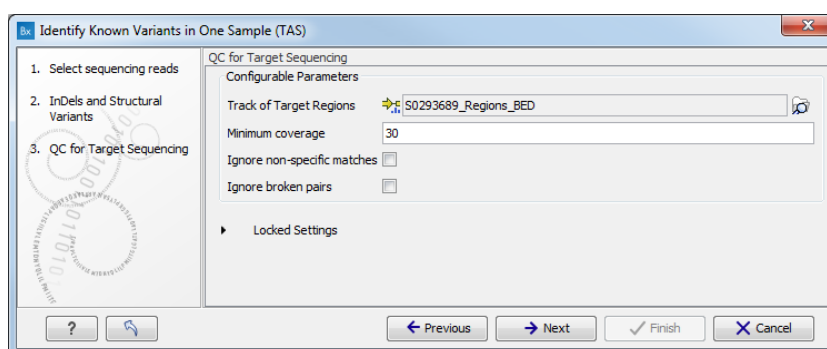 Bx Identify Known Variants in One Sample (TAS)
1. Select sequencing reads
2. InDels and Structural
Variants
3. QC for Target Sequencing
QC for Target Sequencing
Configurable Parameters
Track of Target Regions S0293689_Regions_BED
Minimum coverage 30
Ignore non-specific matches
Ignore broken pairs
Locked Settings
? Previous Next Finish Cancel